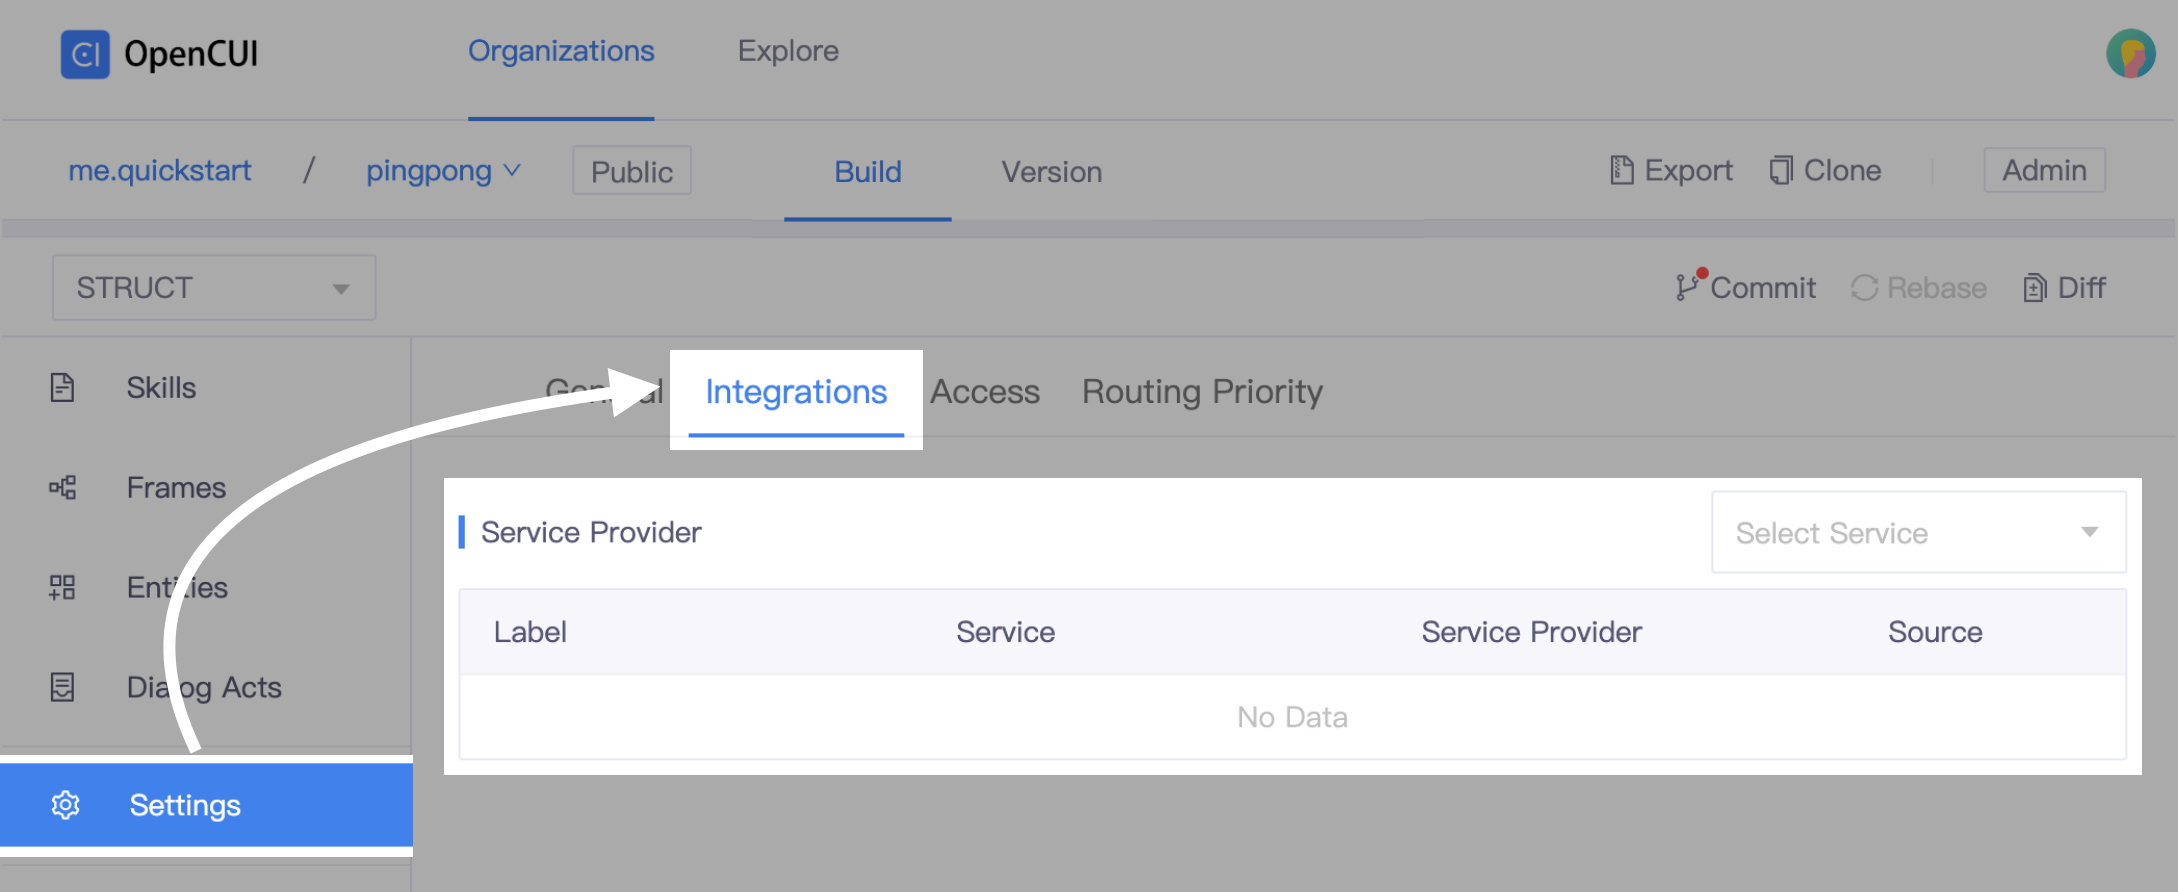 CI OpenCUI Organizations Explore
me.quickstart / pingpong Public Build Version Export Clone Admin
STRUCT Commit Rebase Diff
Skills
Frames
Entities
Dialog Acts
Settings
General Integrations Access Routing Priority
Service Provider Select Service
Label Service Service Provider Source
No Data